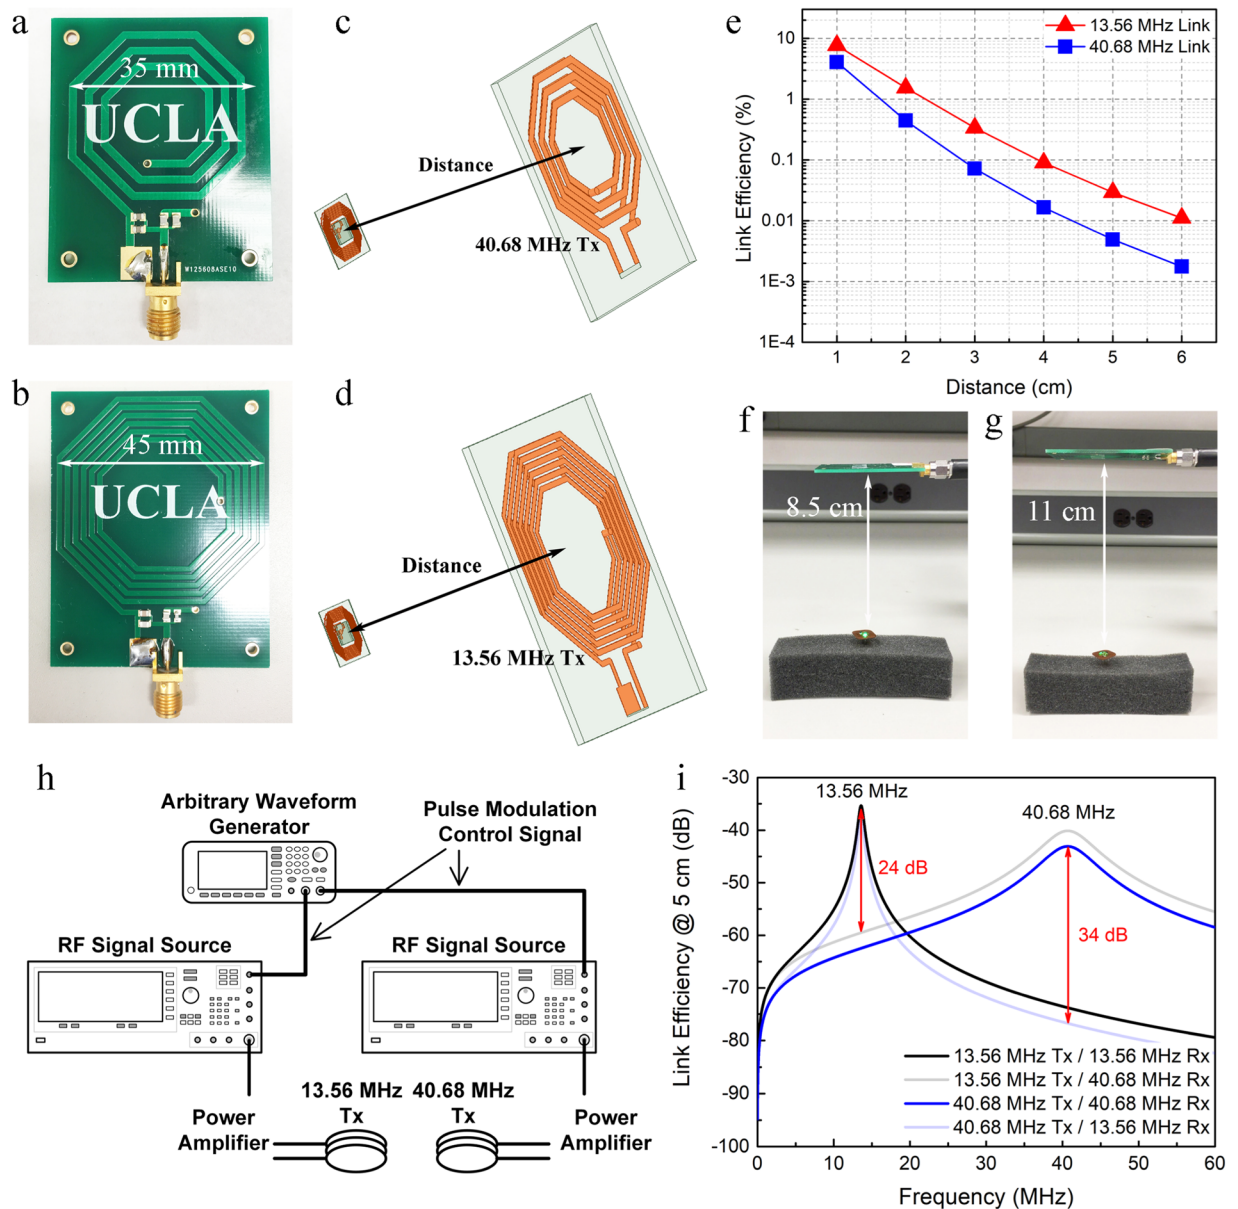 a
35 mm
UCLA
W125608ASE10
b
45 mm
UCLA
c
Distance
40.68 MHz Tx
d
Distance
13.56 MHz Tx
e
13.56 MHz Link
40.68 MHz Link
Link Efficiency (%)
10
1
0.1
0.01
1E-3
1E-4
1
2
3
4
5
6
Distance (cm)
f
8.5 cm
g
11 cm
h
Arbitrary Waveform
Generator
Pulse Modulation
Control Signal
RF Signal Source
RF Signal Source
13.56 MHz
Tx
40.68 MHz
Tx
Power
Amplifier
Power
Amplifier
i
Link Efficiency @ 5 cm (dB)
-30
-40
-50
-60
-70
-80
-90
-100
13.56 MHz
40.68 MHz
24 dB
34 dB
13.56 MHz Tx / 13.56 MHz Rx
13.56 MHz Tx / 40.68 MHz Rx
40.68 MHz Tx / 40.68 MHz Rx
40.68 MHz Tx / 13.56 MHz Rx
0
10
20
30
40
50
60
Frequency (MHz)